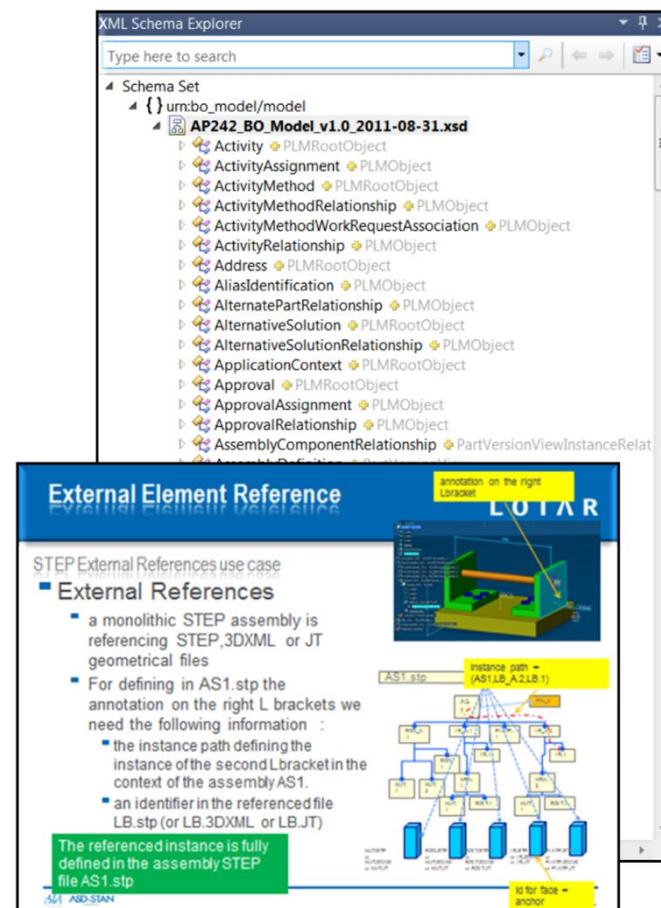 XML Schema Explorer
Type here to search
Schema Set
{ } urn:bo_model/model
AP242_BO_Model_v1.0_2011-08-31.xsd
Activity PLMRootObject
ActivityAssignment PLMObject
ActivityMethod PLMRootObject
ActivityMethodRelationship PLMObject
ActivityMethodWorkRequestAssociation PLMObject
ActivityRelationship PLMObject
Address PLMRootObject
AliasIdentification PLMObject
AlternatePartRelationship PLMObject
AlternativeSolution PLMRootObject
AlternativeSolutionRelationship PLMObject
ApplicationContext PLMRootObject
Approval PLMRootObject
ApprovalAssignment PLMObject
ApprovalRelationship PLMObject
AssemblyComponentRelationship PartVersionViewInstanceRelat
External Element Reference
annotation on the right
Lbracket
LOTAR
STEP External References use case
External References
a monolithic STEP assembly is
referencing STEP,3DXML or JT
geometrical files
For defining in AS1.stp the
annotation on the right L brackets we
need the following information :
the instance path defining the
instance of the second Lbracket in the
context of the assembly AS1.
an identifier in the referenced file
LB.stp (or LB.3DXML or LB.JT)
The referenced instance is fully
defined in the assembly STEP
file AS1.stp
AS1.stp
Instance path =
(AS1,LB_A.2,LB.1)
Id for face =
anchor
ASD-STAN